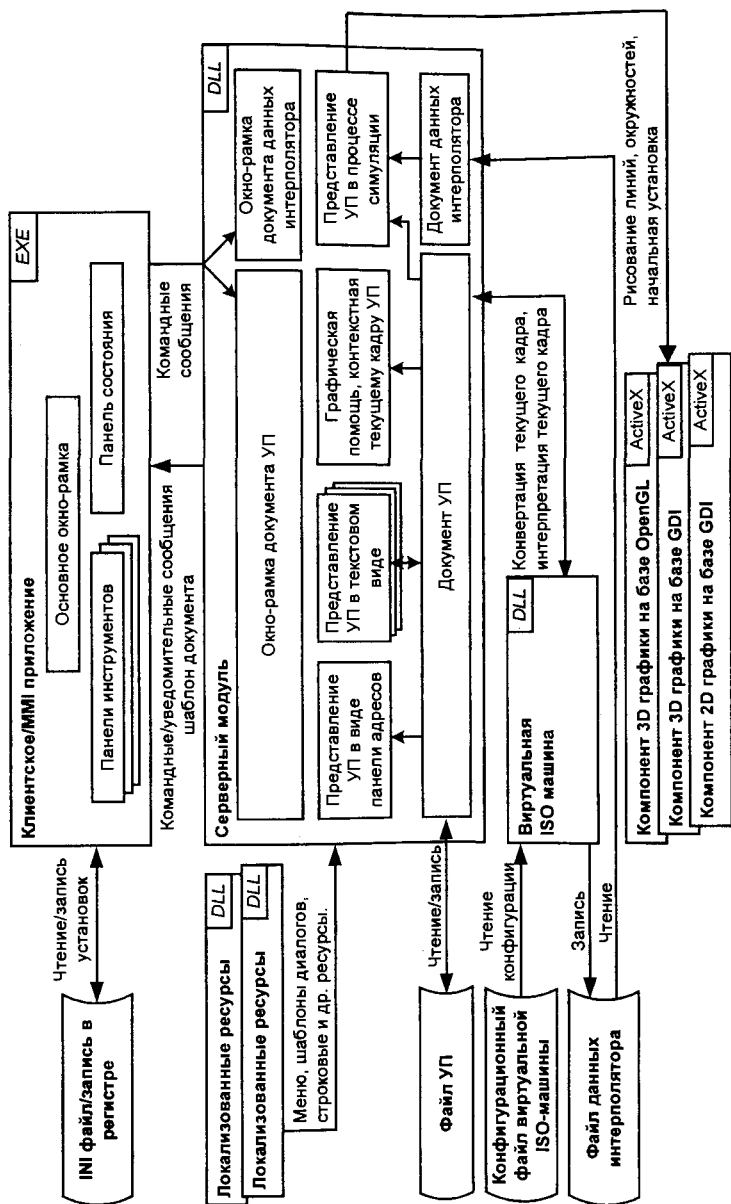 INI файл/запись в
регистре
Чтение/запись
установок
Клиентское/MMI приложение
EXE
Основное окно-рамка
Панели инструментов
Панель состояния
Командные/уведомительные сообщения
шаблон документа
Командные
сообщения
Локализованные ресурсы
DLL
Локализованные ресурсы
DLL
Меню, шаблоны диалогов,
строковые и др. ресурсы.
Серверный модуль
DLL
Окно-рамка документа УП
Окно-рамка
документа данных
интерполятора
Представление
УП в виде
панели адресов
Представление
УП в текстовом
виде
Графическая
помощь, контекстная
текущему кадру УП
Представление
УП в процессе
симуляции
Документ УП
Документ данных
интерполятора
Файл УП
Чтение/запись
Конфигурационный
файл виртуальной
ISO-машины
Чтение
конфигурации
Виртуальная
ISO машина
DLL
Конвертация текущего кадра,
интерпретация текущего кадра
Файл данных
интерполятора
Запись
Чтение
Компонент 3D графики на базе OpenGL
ActiveX
Компонент 3D графики на базе GDI
ActiveX
Компонент 2D графики на базе GDI
ActiveX
Рисование линий, окружностей,
начальная установка